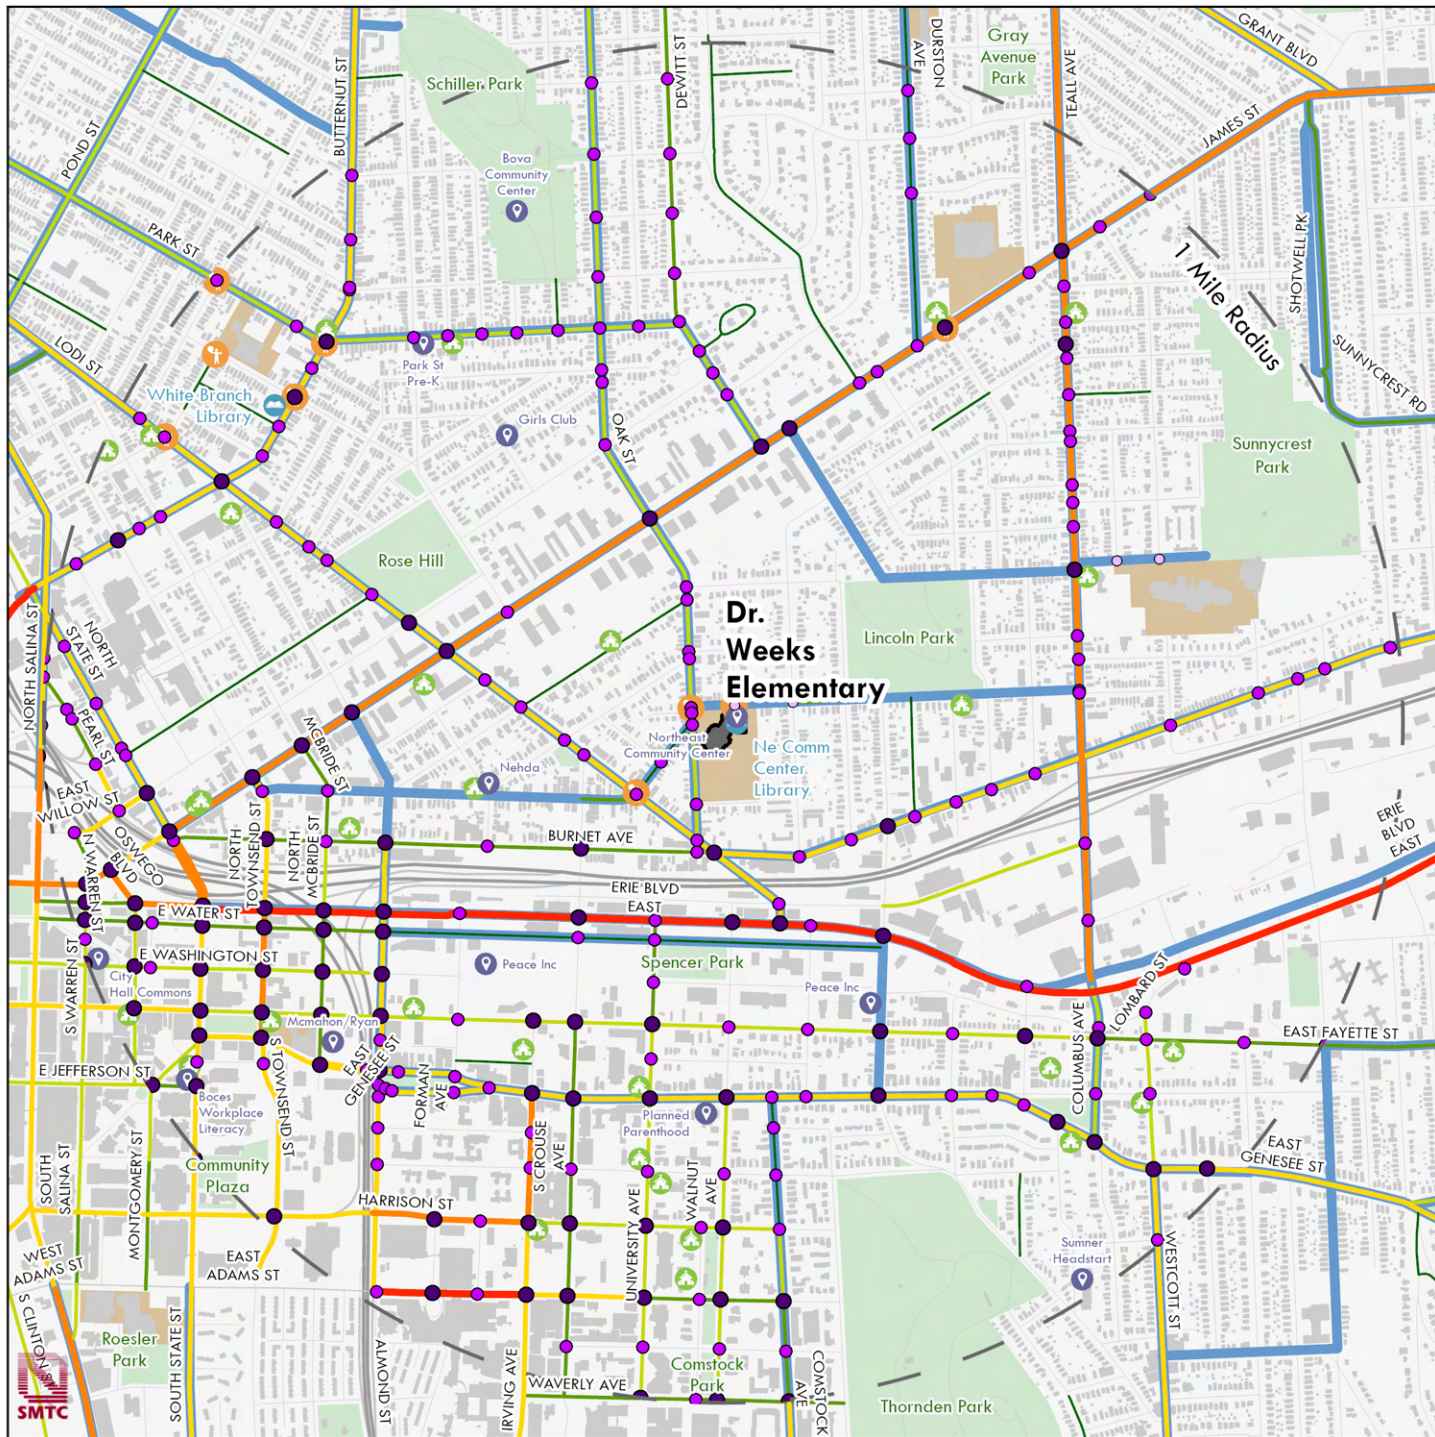 GRANT BLVD
DURSTON
AVE
Gray
Avenue
Park
TEALL AVE
DEWITT ST
BUTTERNUT ST
Schiller Park
JAMES ST
POND ST
Bova
Community
Center
PARK ST
1 Mile Radius
SHOTWELL PK
SUNNYCREST RD
LODI ST
Park St
Pre-K
White Branch
Library
Girls Club
OAK ST
Sunnycrest
Park
Rose Hill
Dr.
Weeks
Elementary
Lincoln Park
NORTH SALINA ST
NORTH
STATE ST
PEARL ST
MCBRIDE ST
Northeast
Community Center
Ne Comm
Center
Library
Nehda
EAST
WILLOW ST
OSWEGO
BLVD
N WARREN ST
NORTH
TOWNSEND ST
NORTH
MCBRIDE ST
BURNET AVE
ERIE
BLVD
EAST
ERIE BLVD
EAST
E WATER ST
E WASHINGTON ST
S WARREN ST
City
Hall Commons
Peace Inc
Spencer Park
Peace Inc
LOMBARD ST
COLUMBUS AVE
EAST FAYETTE ST
Mcmahon/Ryan
E JEFFERSON ST
S TOWNSEND ST
EAST
GENESEE ST
FORMAN
AVE
Boces
Workplace
Literacy
Planned
Parenthood
EAST
GENESEE ST
SOUTH
SALINA ST
MONTGOMERY ST
Community
Plaza
HARRISON ST
S CROUSE
AVE
UNIVERSITY AVE
WALNUT
AVE
WEST
ADAMS ST
EAST
ADAMS ST
Sumner
Headstart
WESTCOTT ST
S CLINTON ST
Roesler
Park
SOUTH STATE ST
ALMOND ST
IRVING AVE
WAVERLY AVE
Comstock
Park
COMSTOCK
AVE
Thornden Park
SMTC